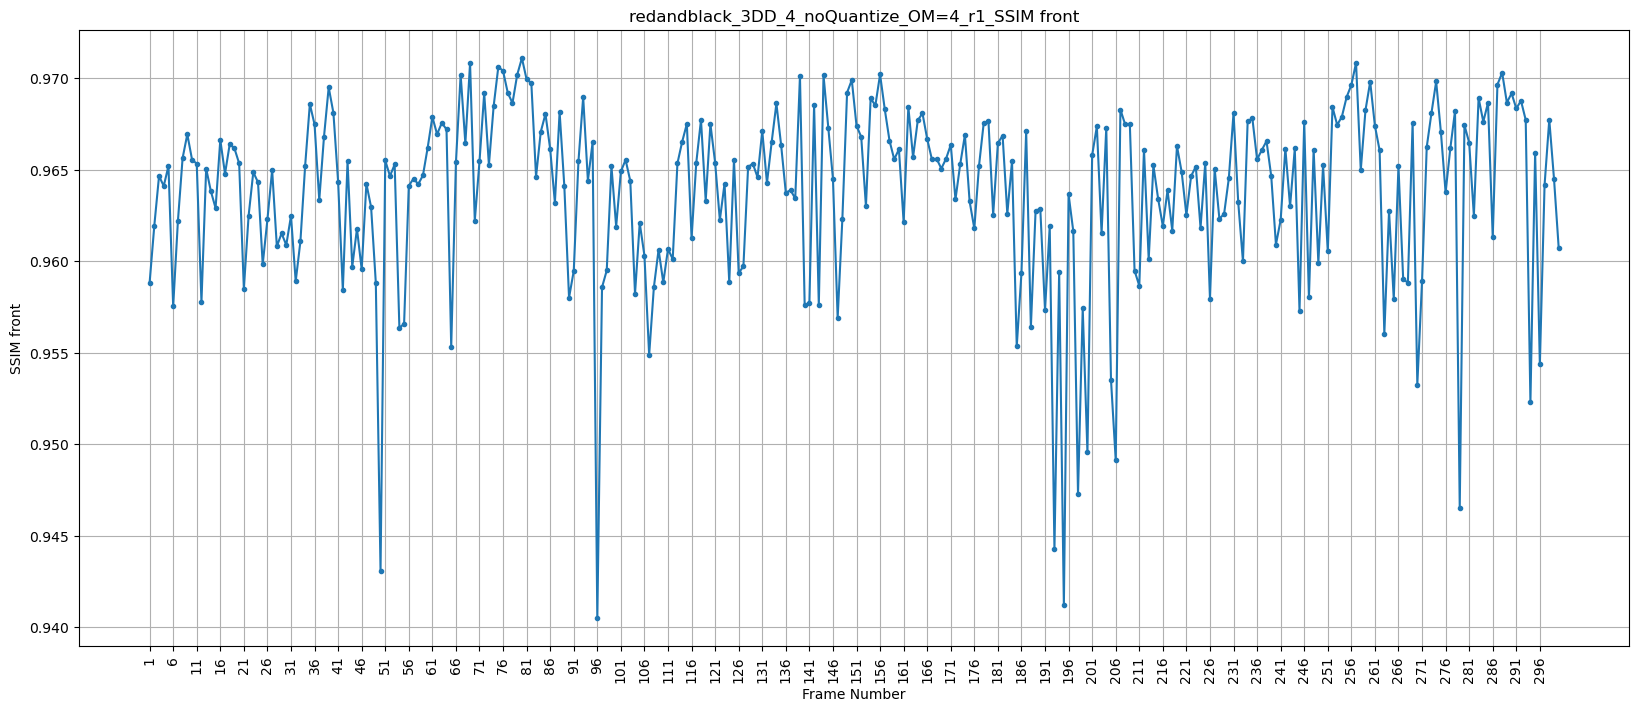 redandblack_3DD_4_noQuantize_OM=4_r1_SSIM front
SSIM front
0.970
0.965
0.960
0.955
0.950
0.945
0.940
1 6 11 16 21 26 31 36 41 46 51 56 61 66 71 76 81 86 91 96 101 106 111 116 121 126 131 136 141 146 151 156 161 166 171 176 181 186 191 196 201 206 211 216 221 226 231 236 241 246 251 256 261 266 271 276 281 286 291 296
Frame Number